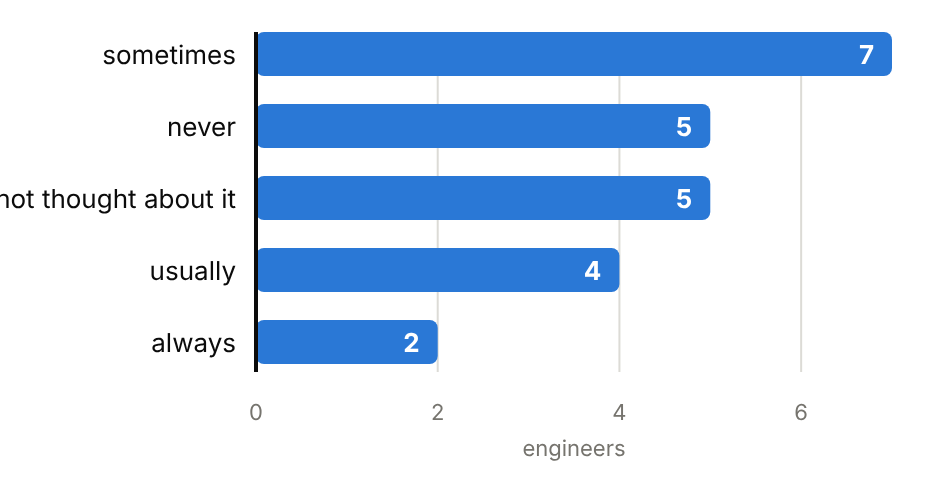 sometimes 7
never 5
not thought about it 5
usually 4
always 2
0 2 4 6
engineers